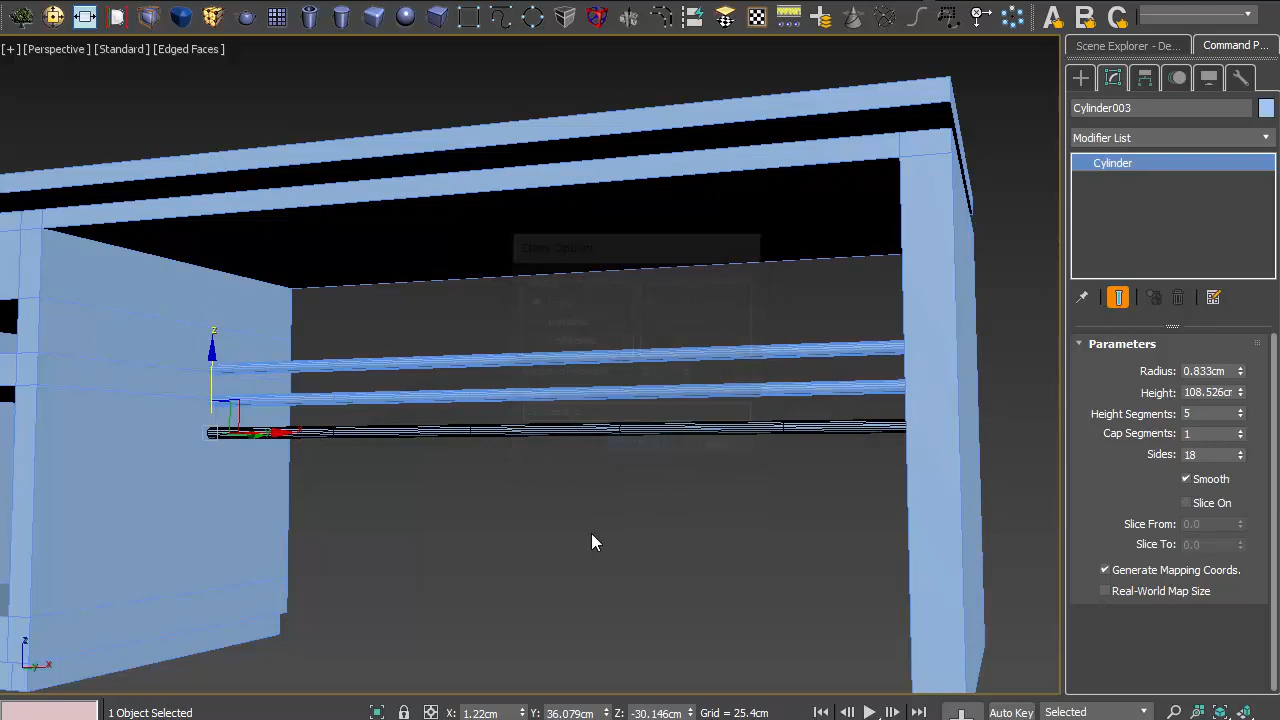 A B C
[+] [Perspective ] [Standard ] [Edged Faces ]
Scene Explorer - De...
Command P...
Cylinder003
Modifier List
Cylinder
Parameters
Radius: 0.833cm
Height: 108.526cr
Height Segments: 5
Cap Segments: 1
Sides: 18
Smooth
Slice On
Slice From: 0.0
Slice To: 0.0
Generate Mapping Coords.
Real-World Map Size
z
z
x
y
1 Object Selected
X: 1.22cm
Y: 36.079cm
Z: -30.146cm
Grid = 25.4cm
Auto Key
Selected